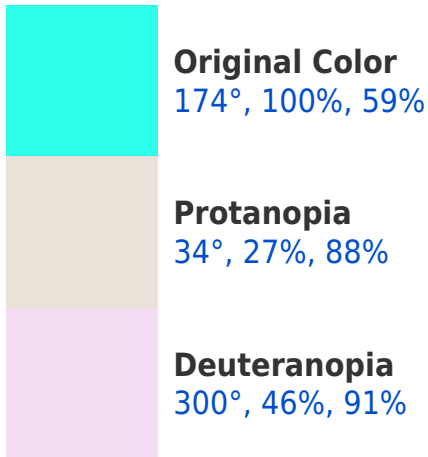 Original Color
174°, 100%, 59%
Protanopia
34°, 27%, 88%
Deuteranopia
300°, 46%, 91%